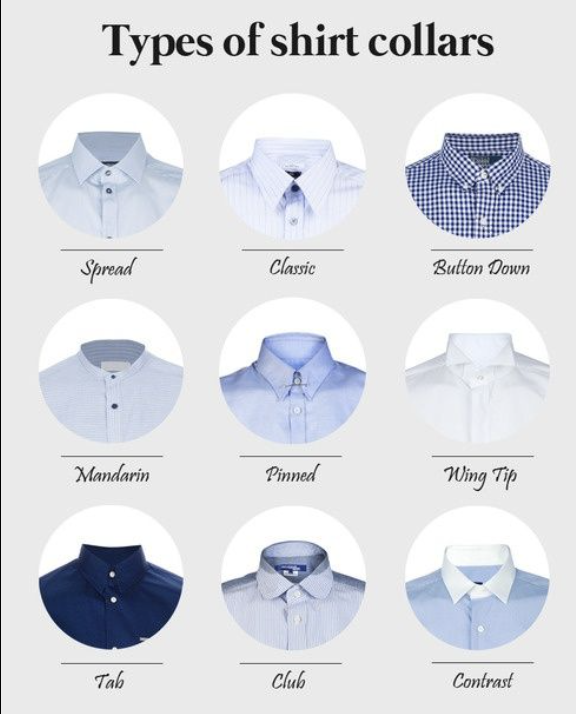 Types of shirt collars
Spread
Classic
Button Down
Mandarin
Pinned
Wing Tip
Tab
Club
Contrast